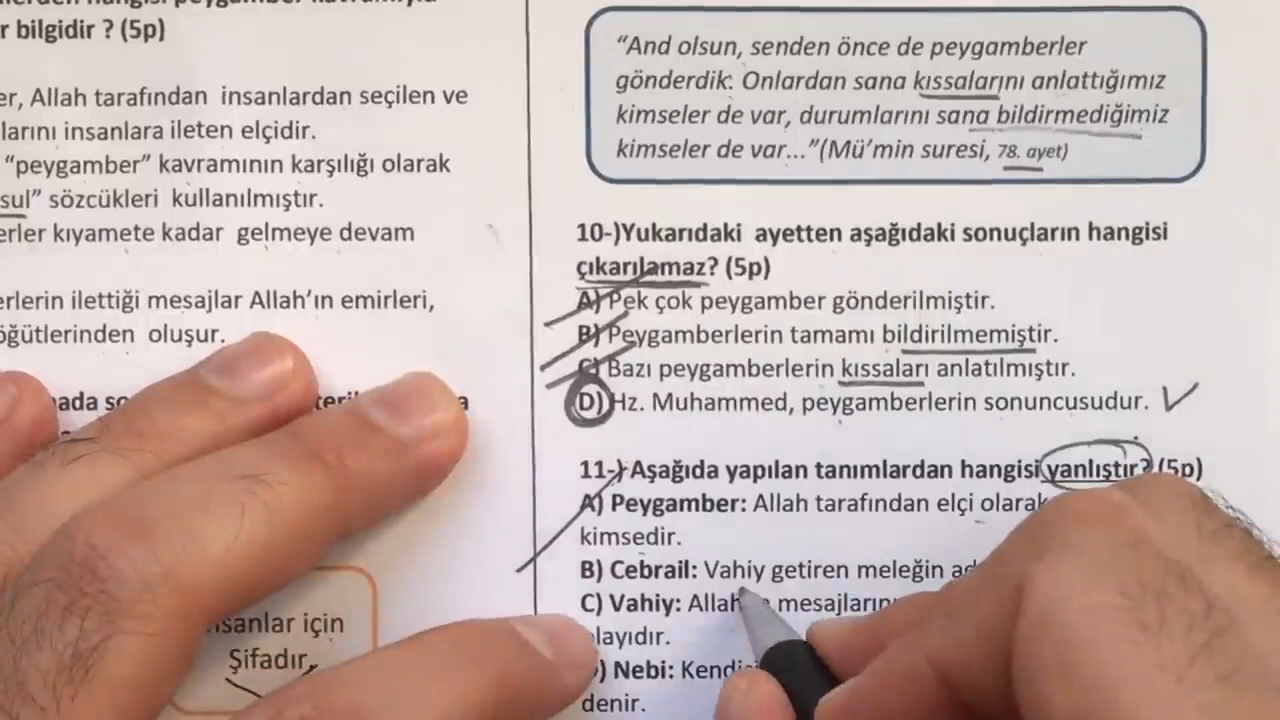 r bilgidir ? (5p)
er, Allah tarafından insanlardan seçilen ve
larını insanlara ileten elçidir.
“peygamber” kavramının karşılığı olarak
sul” sözcükleri kullanılmıştır.
erler kıyamete kadar gelmeye devam
erlerin ilettiği mesajlar Allah’ın emirleri,
öğütlerinden oluşur.
sanlar için
Şifadır,
“And olsun, senden önce de peygamberler
gönderdik. Onlardan sana kıssalarını anlattığımız
kimseler de var, durumlarını sana bildirmediğimiz
kimseler de var...”(Mü’min suresi, 78. ayet)
10-)Yukarıdaki ayetten aşağıdaki sonuçların hangisi
çıkarılamaz? (5p)
A) Pek çok peygamber gönderilmiştir.
B) Peygamberlerin tamamı bildirilmemiştir.
C) Bazı peygamberlerin kıssaları anlatılmıştır.
D) Hz. Muhammed, peygamberlerin sonuncusudur.
11-) Aşağıda yapılan tanımlardan hangisi yanlıştır? (5p)
A) Peygamber: Allah tarafından elçi olarak
kimsedir.
B) Cebrail: Vahiy getiren meleğin ad
C) Vahiy: Allah mesajlarını
layıdır.
) Nebi: Kendi
denir.